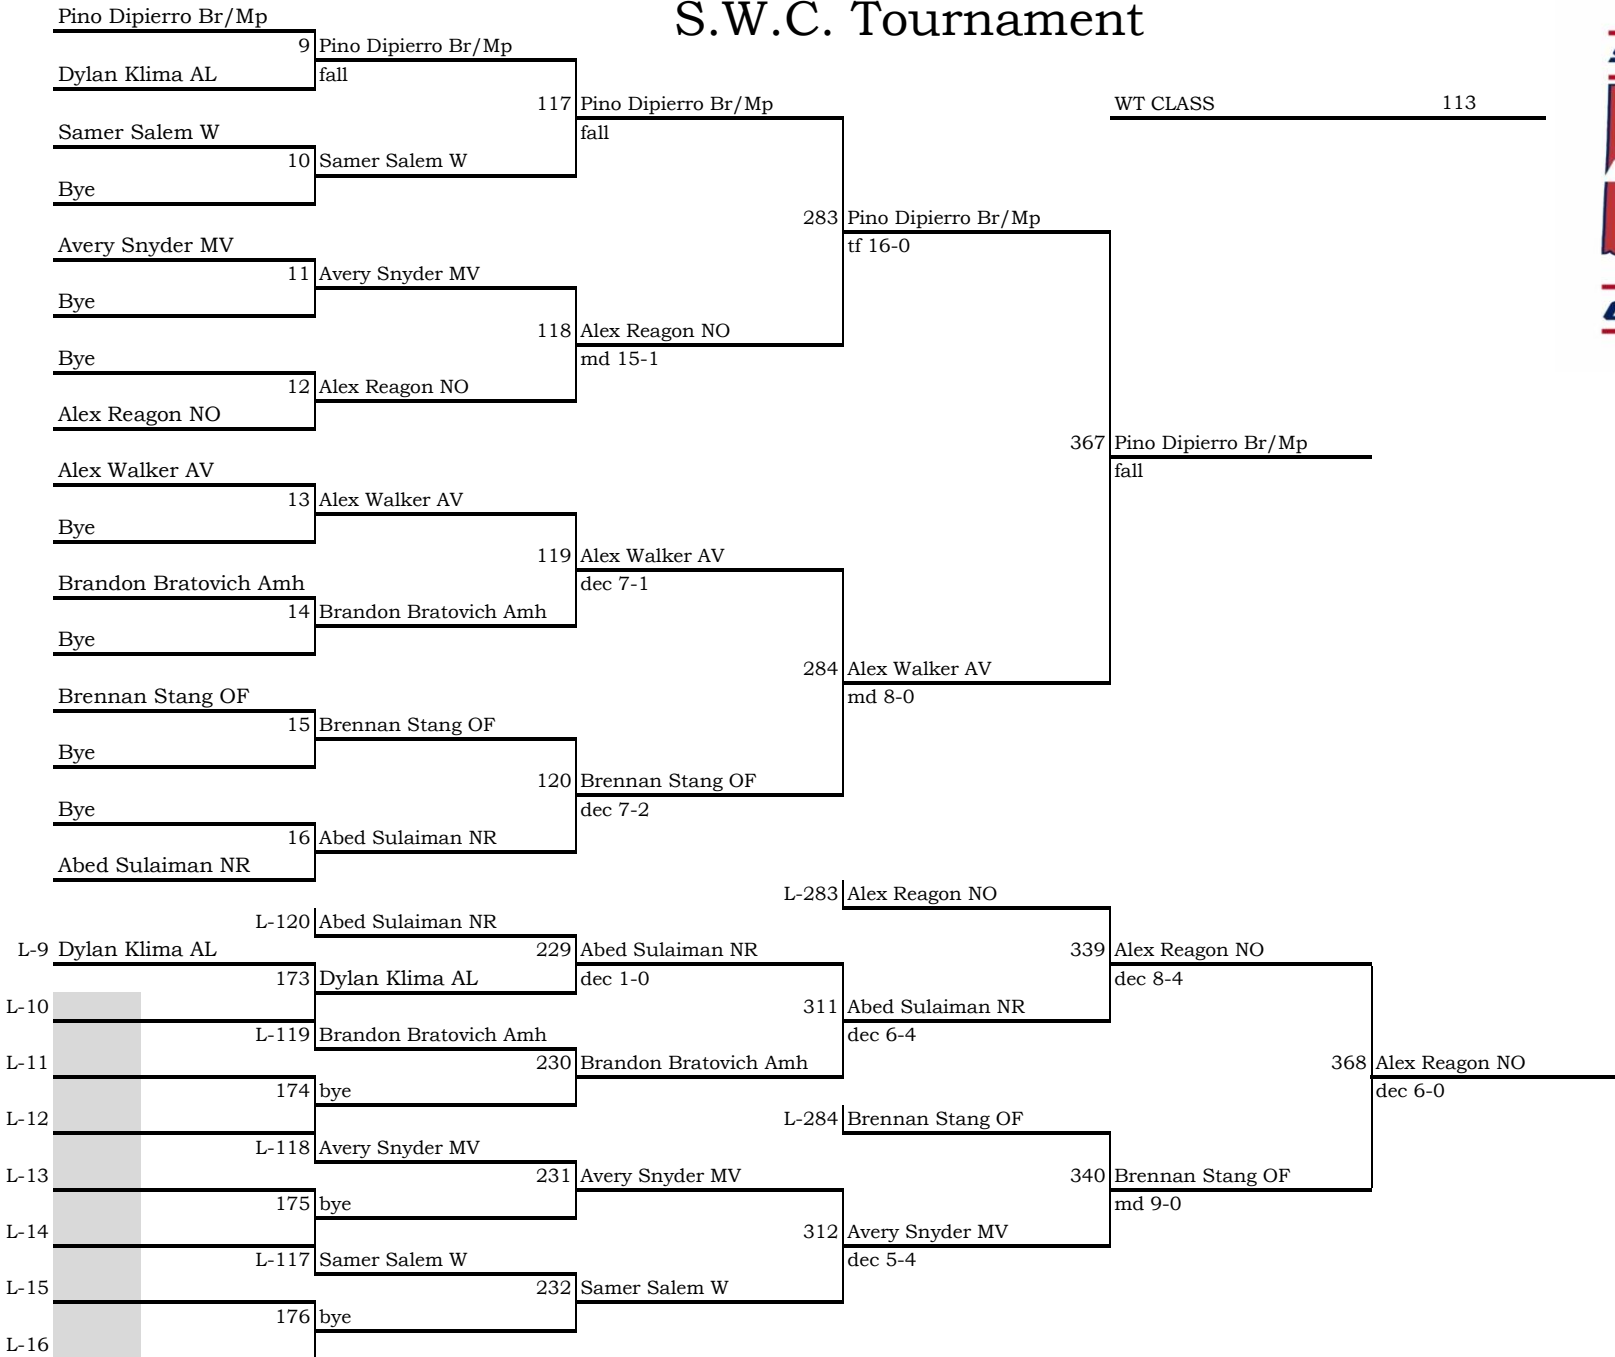 S.W.C. Tournament
Pino Dipierro Br/Mp
9 Pino Dipierro Br/Mp
Dylan Klima AL
fall
117 Pino Dipierro Br/Mp
WT CLASS 113
Samer Salem W
fall
10 Samer Salem W
Bye
283 Pino Dipierro Br/Mp
Avery Snyder MV
tf 16-0
11 Avery Snyder MV
Bye
118 Alex Reagon NO
Bye
md 15-1
12 Alex Reagon NO
Alex Reagon NO
367 Pino Dipierro Br/Mp
Alex Walker AV
fall
13 Alex Walker AV
Bye
119 Alex Walker AV
Brandon Bratovich Amh
dec 7-1
14 Brandon Bratovich Amh
Bye
284 Alex Walker AV
Brennan Stang OF
md 8-0
15 Brennan Stang OF
Bye
120 Brennan Stang OF
Bye
dec 7-2
16 Abed Sulaiman NR
Abed Sulaiman NR
L-283 Alex Reagon NO
L-120 Abed Sulaiman NR
L-9 Dylan Klima AL
229 Abed Sulaiman NR
339 Alex Reagon NO
173 Dylan Klima AL
dec 1-0
dec 8-4
L-10
311 Abed Sulaiman NR
L-119 Brandon Bratovich Amh
dec 6-4
L-11
230 Brandon Bratovich Amh
368 Alex Reagon NO
174 bye
dec 6-0
L-12
L-284 Brennan Stang OF
L-118 Avery Snyder MV
L-13
231 Avery Snyder MV
340 Brennan Stang OF
175 bye
md 9-0
L-14
312 Avery Snyder MV
L-117 Samer Salem W
dec 5-4
L-15
232 Samer Salem W
176 bye
L-16